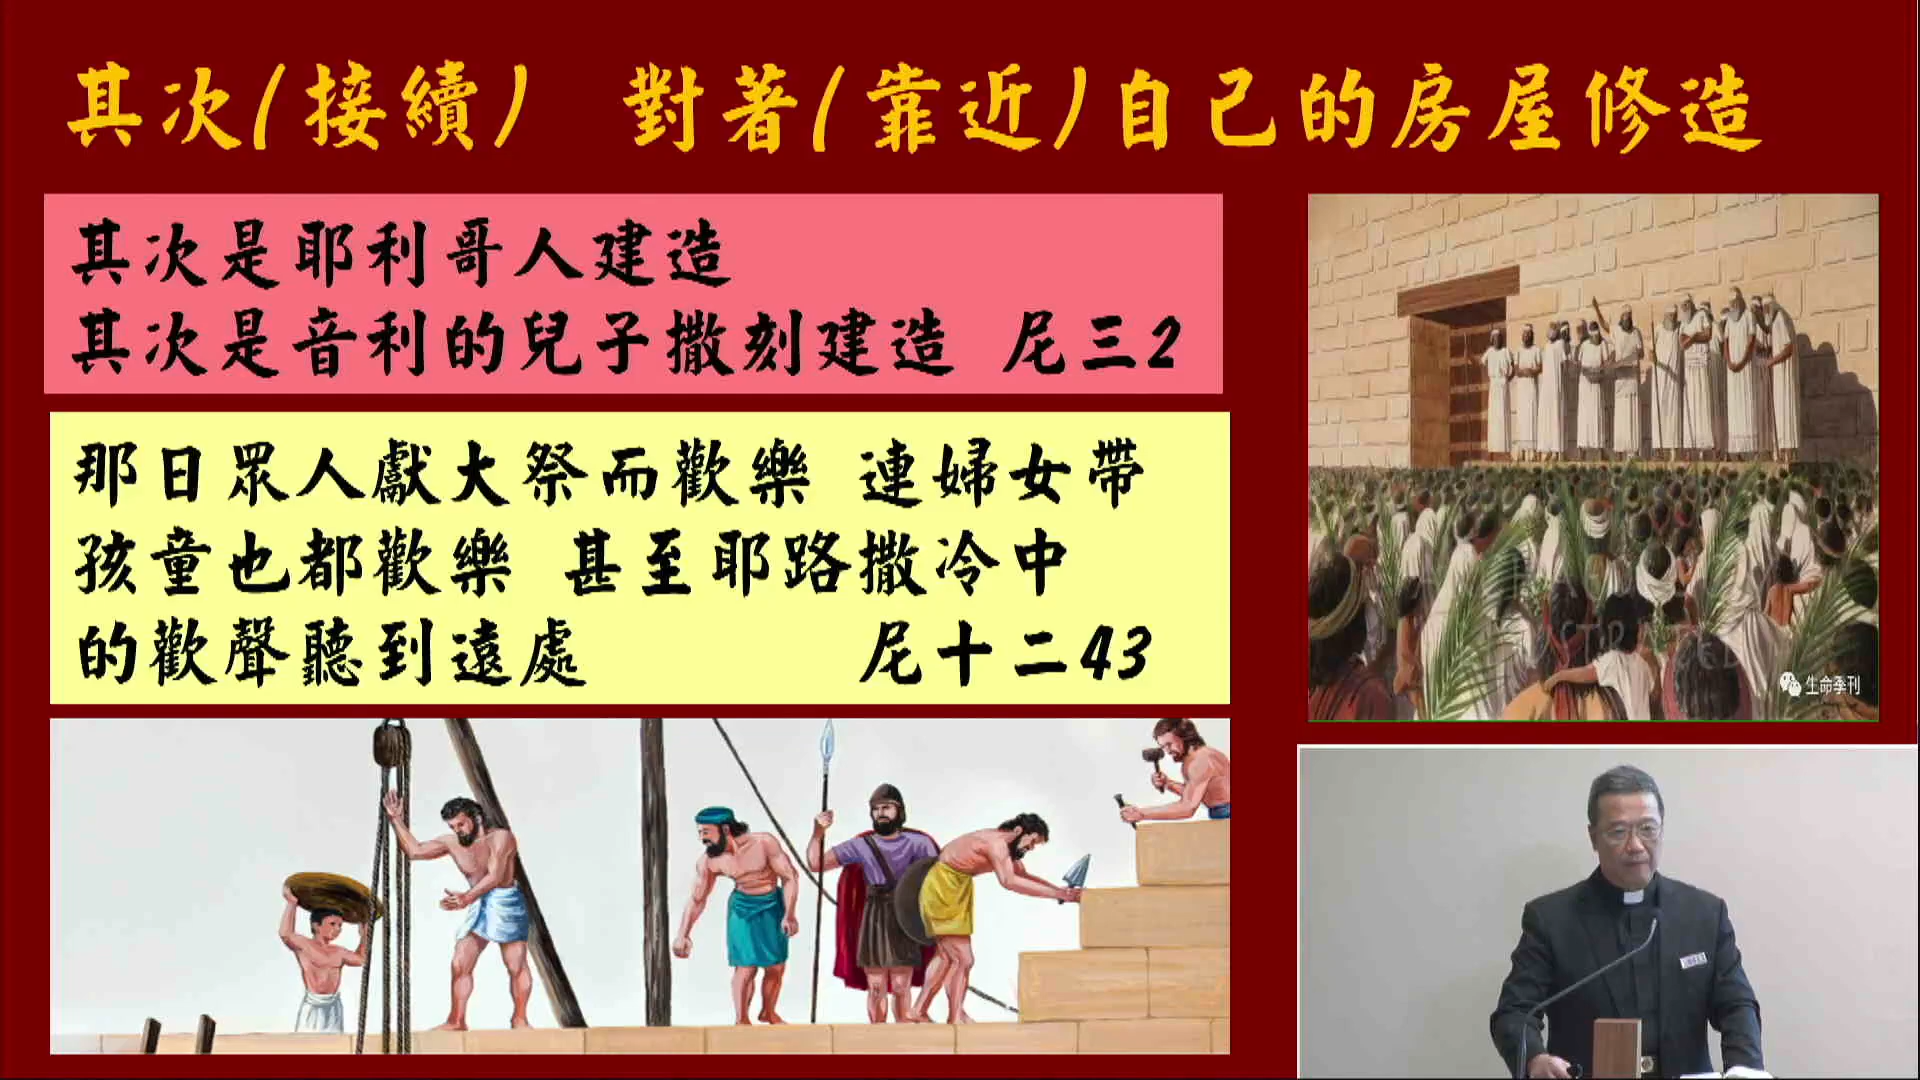 其次(接續) 對著(靠近)自己的房屋修造
其次是耶利哥人建造
其次是音利的兒子撒刻建造 尼三2
那日眾人獻大祭而歡樂 連婦女帶
孩童也都歡樂 甚至耶路撒冷中
的歡聲聽到遠處 尼十二43
生命季刊